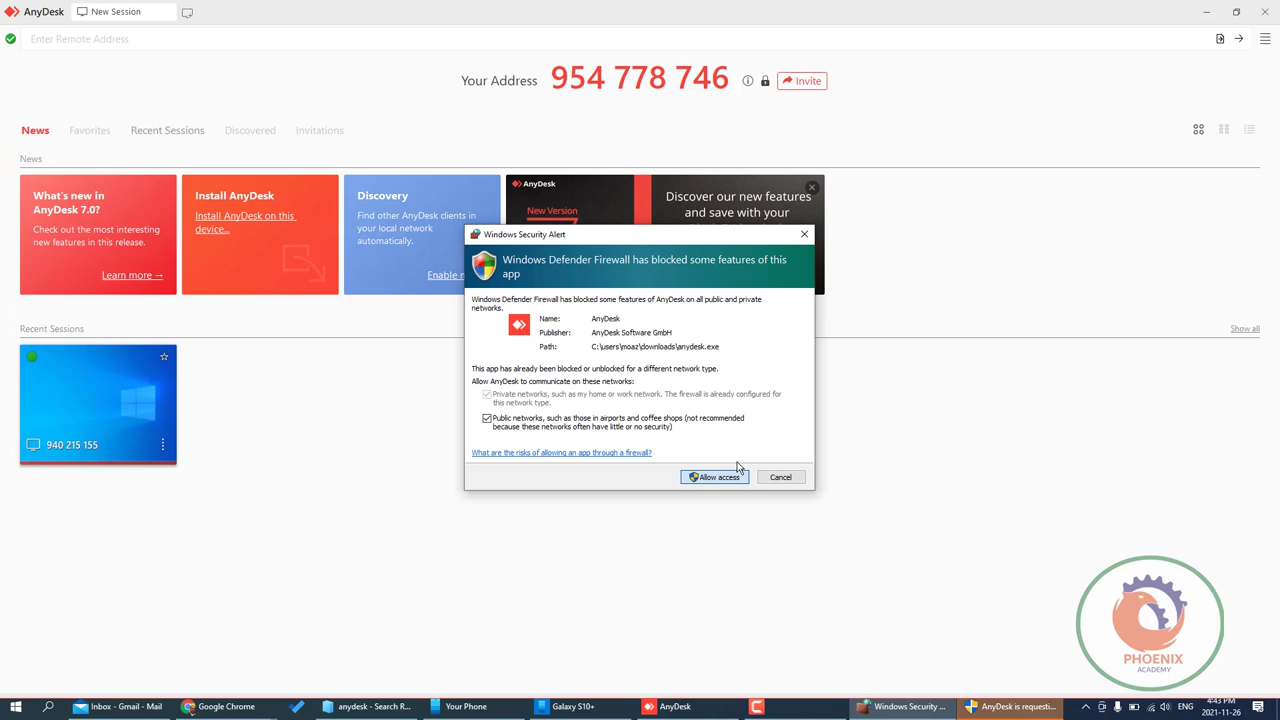 AnyDesk
New Session
Enter Remote Address
Your Address 954 778 746
Invite
News Favorites Recent Sessions Discovered Invitations
News
What's new in
AnyDesk 7.0?
Check out the most interesting
new features in this release.
Learn more →
Install AnyDesk
Install AnyDesk on this
device...
Discovery
Find other AnyDesk clients in
your local network
automatically.
Enable
AnyDesk
New Version
Discover our new features
and save with your
Windows Security Alert
Windows Defender Firewall has blocked some features of this
app
Windows Defender Firewall has blocked some features of AnyDesk on all public and private
networks.
Name: AnyDesk
Publisher: AnyDesk Software GmbH
Path: C:\users\moaz\downloads\anydesk.exe
This app has already been blocked or unblocked for a different network type.
Allow AnyDesk to communicate on these networks:
Private networks, such as my home or work network. The firewall is already configured for
this network type.
Public networks, such as those in airports and coffee shops (not recommended
because these networks often have little or no security)
What are the risks of allowing an app through a firewall?
Allow access
Cancel
Recent Sessions
Show all
940 215 155
PHOENIX
ACADEMY
Inbox - Gmail - Mail
Google Chrome
anydesk - Search R...
Your Phone
Galaxy S10+
AnyDesk
Windows Security ...
AnyDesk is requesti...
ENG
4:43 PM
2021-11-26